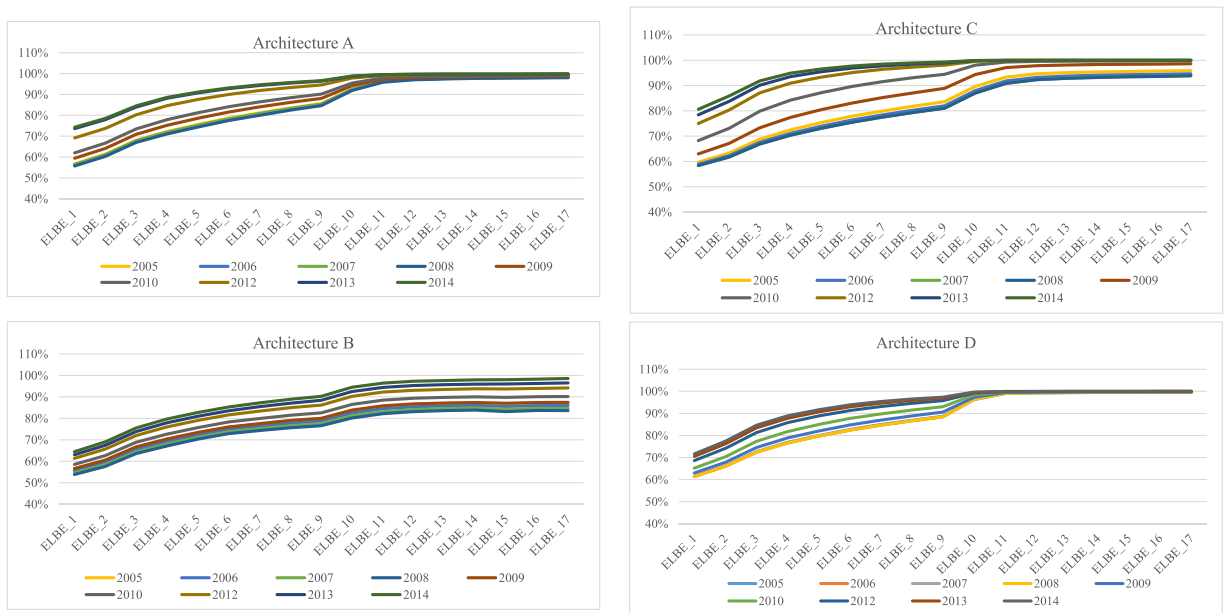 Architecture A
110%
100%
90%
80%
70%
60%
50%
40%
ELBE_1 ELBE_2 ELBE_3 ELBE_4 ELBE_5 ELBE_6 ELBE_7 ELBE_8 ELBE_9 ELBE_10 ELBE_11 ELBE_12 ELBE_13 ELBE_14 ELBE_15 ELBE_16 ELBE_17
2005 2006 2007 2008 2009
2010 2012 2013 2014
Architecture C
110%
100%
90%
80%
70%
60%
50%
40%
ELBE_1 ELBE_2 ELBE_3 ELBE_4 ELBE_5 ELBE_6 ELBE_7 ELBE_8 ELBE_9 ELBE_10 ELBE_11 ELBE_12 ELBE_13 ELBE_14 ELBE_15 ELBE_16 ELBE_17
2005 2006 2007 2008 2009
2010 2012 2013 2014
Architecture B
110%
100%
90%
80%
70%
60%
50%
40%
ELBE_1 ELBE_2 ELBE_3 ELBE_4 ELBE_5 ELBE_6 ELBE_7 ELBE_8 ELBE_9 ELBE_10 ELBE_11 ELBE_12 ELBE_13 ELBE_14 ELBE_15 ELBE_16 ELBE_17
2005 2006 2007 2008 2009
2010 2012 2013 2014
Architecture D
110%
100%
90%
80%
70%
60%
50%
40%
ELBE_1 ELBE_2 ELBE_3 ELBE_4 ELBE_5 ELBE_6 ELBE_7 ELBE_8 ELBE_9 ELBE_10 ELBE_11 ELBE_12 ELBE_13 ELBE_14 ELBE_15 ELBE_16 ELBE_17
2005 2006 2007 2008 2009
2010 2012 2013 2014